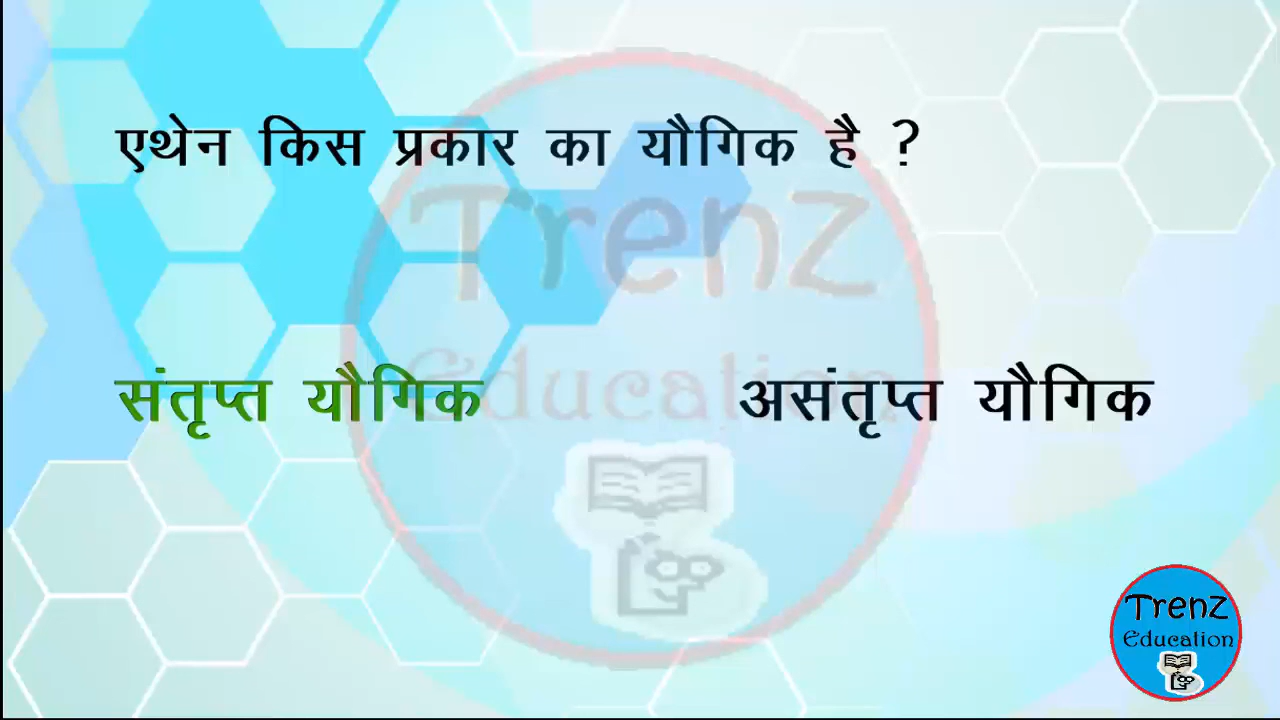 एथेन किस प्रकार का यौगिक है ?
Trenz
Education
संतृप्त यौगिक असंतृप्त यौगिक
Trenz
Education